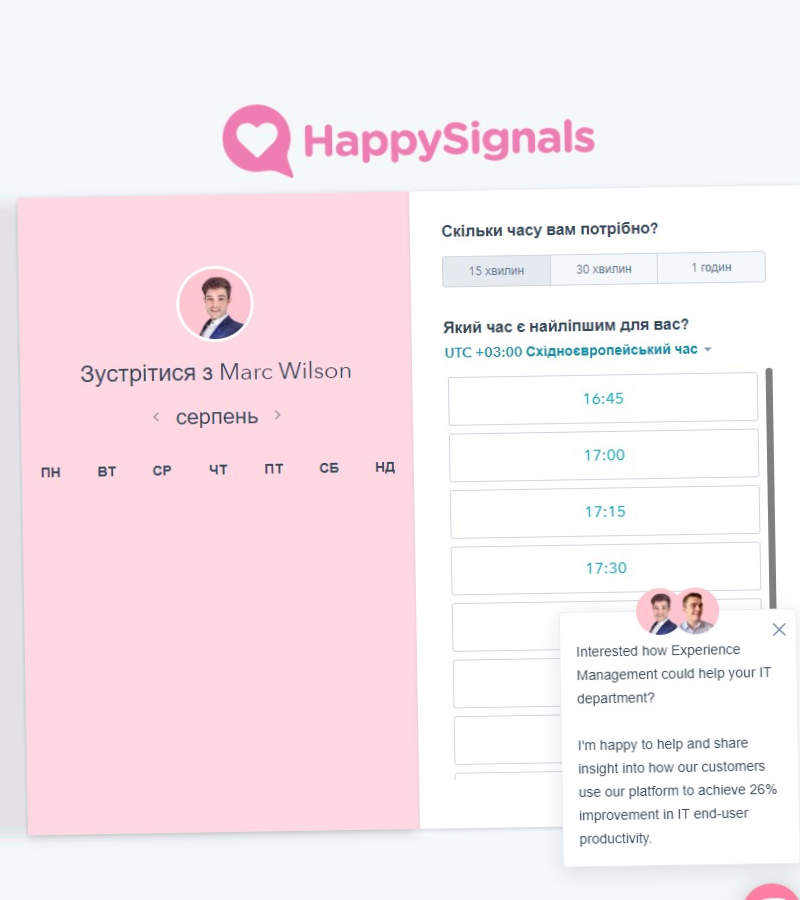 HappySignals
Зустрітися з Marc Wilson
серпень
ПН ВТ СР ЧТ ПТ СБ НД
Скільки часу вам потрібно?
15 хвилин 30 хвилин 1 годин
Який час є найліпшим для вас?
UTC +03:00 Східноєвропейський час
16:45
17:00
17:15
17:30
Interested how Experience
Management could help your IT
department?
I'm happy to help and share
insight into how our customers
use our platform to achieve 26%
improvement in IT end-user
productivity.